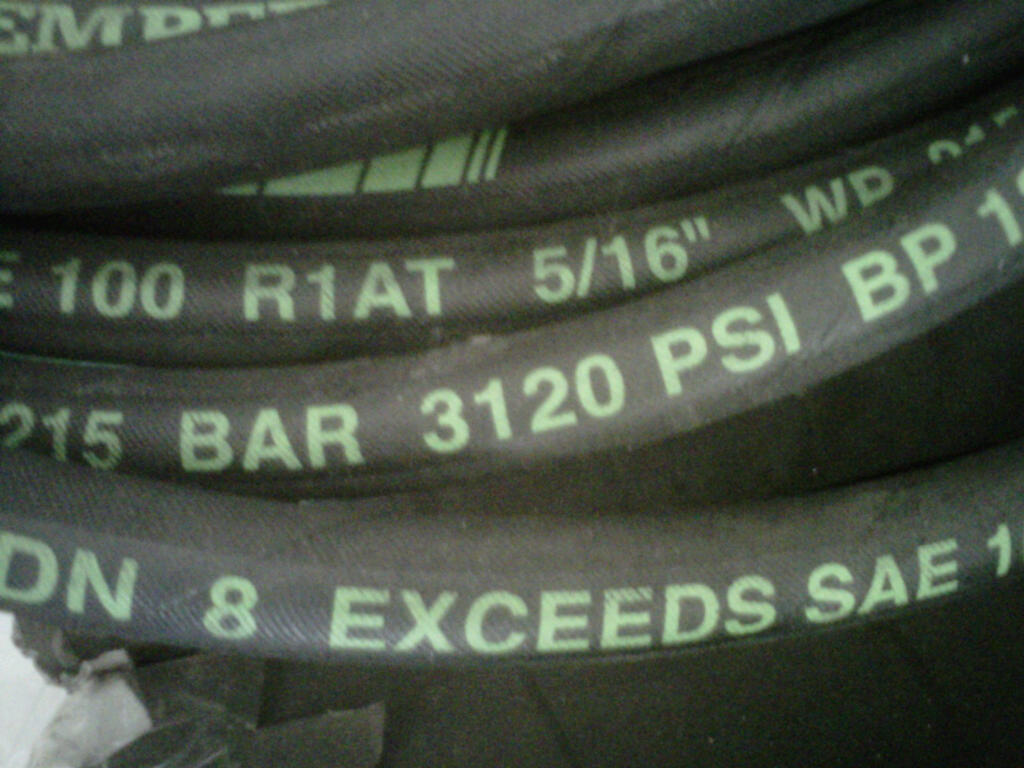 E 100 R1AT 5/16" WP
215 BAR 3120 PSI BP
DN 8 EXCEEDS SAE